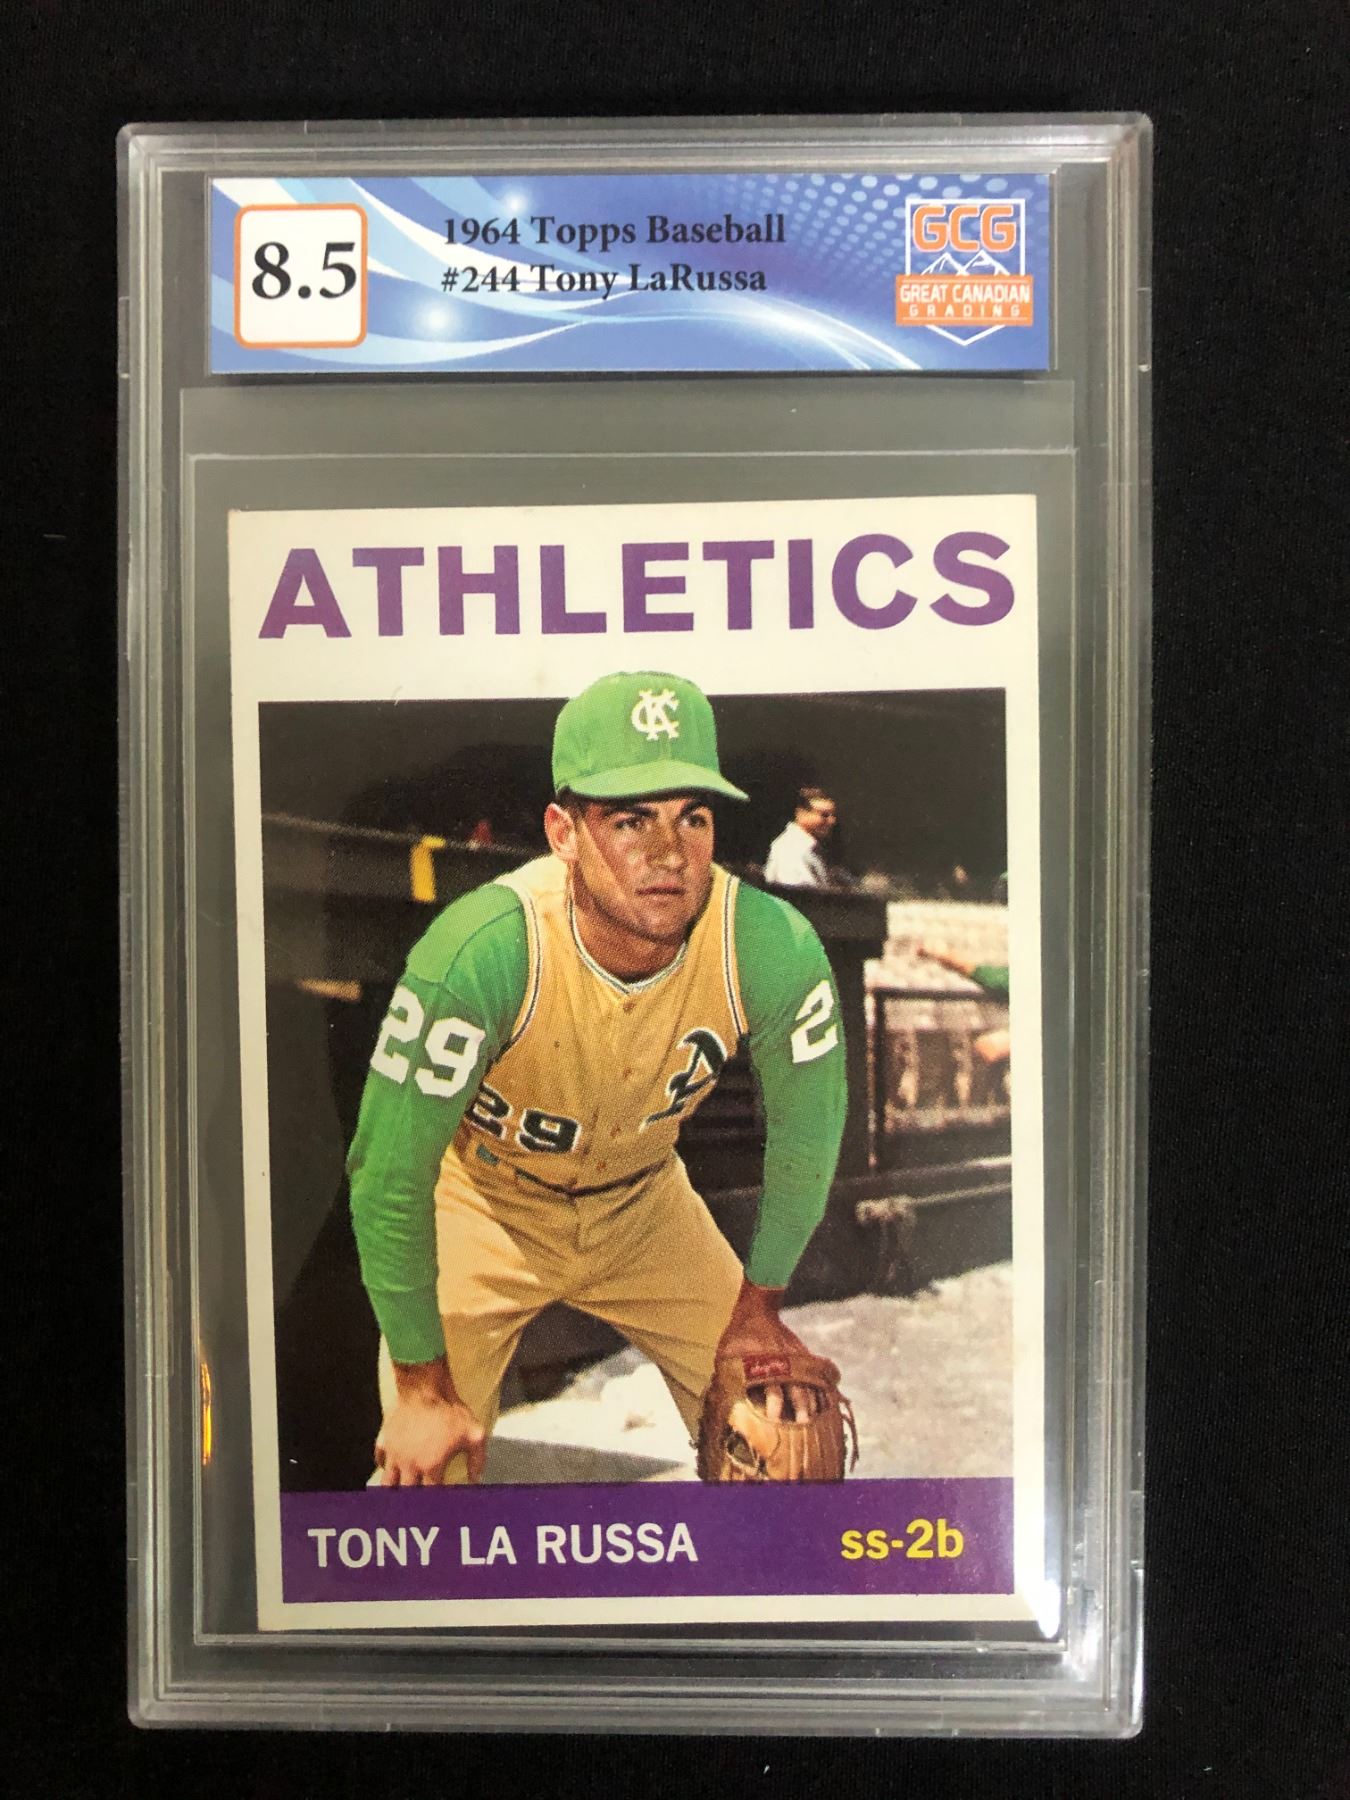 8.5
1964 Topps Baseball
#244 Tony LaRussa
GCG
GREAT CANADIAN
GRADING
ATHLETICS
KC
29
2
29
A
TONY LA RUSSA
ss-2b